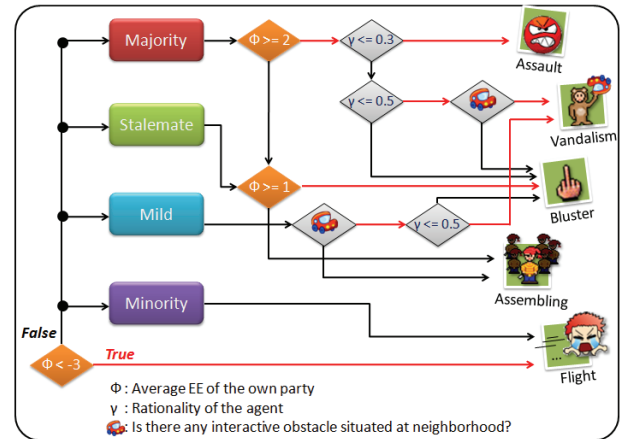 Majority
Φ >= 2
γ <= 0.3
Assault
γ <= 0.5
Vandalism
Stalemate
Φ >= 1
Bluster
Mild
γ <= 0.5
Assembling
Minority
False
True
Φ < -3
Flight
Φ : Average EE of the own party
γ : Rationality of the agent
: Is there any interactive obstacle situated at neighborhood?